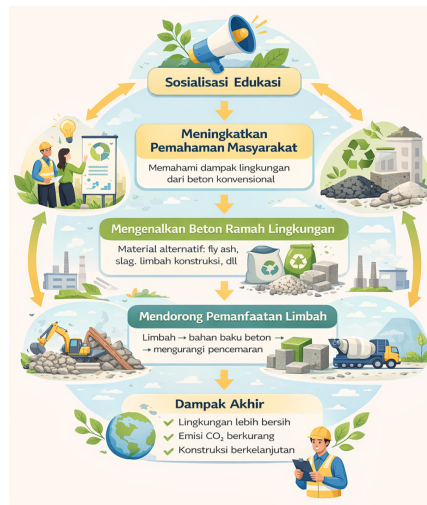 Sosialisasi Edukasi
Meningkatkan
Pemahaman Masyarakat
Memahami dampak lingkungan
dari beton konvensional
Mengenalkan Beton Ramah Lingkungan
Material alternatif: fly ash,
slag, limbah konstruksi, dll
Mendorong Pemanfaatan Limbah
Limbah → bahan baku beton →
→ mengurangi pencemaran
Dampak Akhir
✓ Lingkungan lebih bersih
✓ Emisi CO₂ berkurang
✓ Konstruksi berkelanjutan